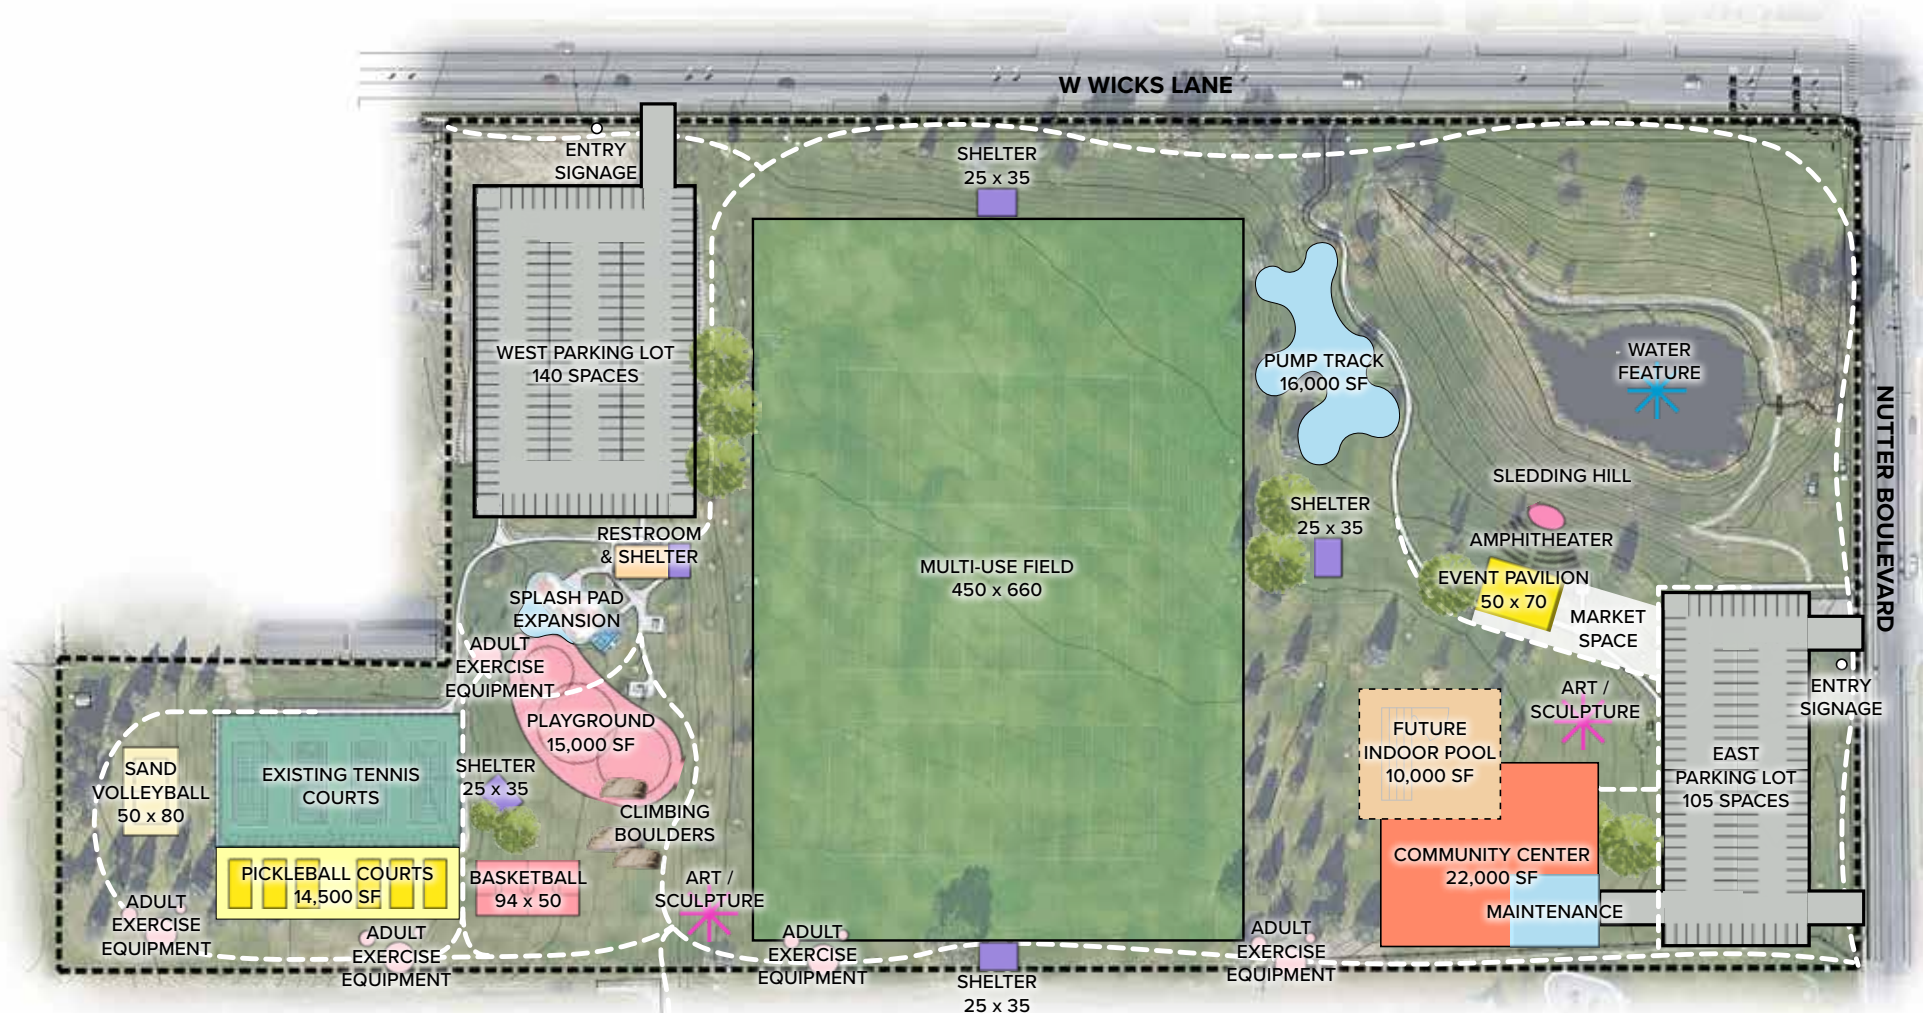 W WICKS LANE
ENTRY
SIGNAGE
SHELTER
25 x 35
WEST PARKING LOT
140 SPACES
PUMP TRACK
16,000 SF
WATER
FEATURE
NUTTER BOULEVARD
SLEDDING HILL
SHELTER
25 x 35
AMPHITHEATER
RESTROOM
& SHELTER
MULTI-USE FIELD
450 x 660
EVENT PAVILION
50 x 70
MARKET
SPACE
SPLASH PAD
EXPANSION
ADULT
EXERCISE
EQUIPMENT
ENTRY
SIGNAGE
ART /
SCULPTURE
PLAYGROUND
15,000 SF
FUTURE
INDOOR POOL
10,000 SF
EAST
PARKING LOT
105 SPACES
SAND
VOLLEYBALL
50 x 80
EXISTING TENNIS
COURTS
SHELTER
25 x 35
CLIMBING
BOULDERS
COMMUNITY CENTER
22,000 SF
PICKLEBALL COURTS
14,500 SF
BASKETBALL
94 x 50
ART /
SCULPTURE
MAINTENANCE
ADULT
EXERCISE
EQUIPMENT
ADULT
EXERCISE
EQUIPMENT
ADULT
EXERCISE
EQUIPMENT
ADULT
EXERCISE
EQUIPMENT
SHELTER
25 x 35